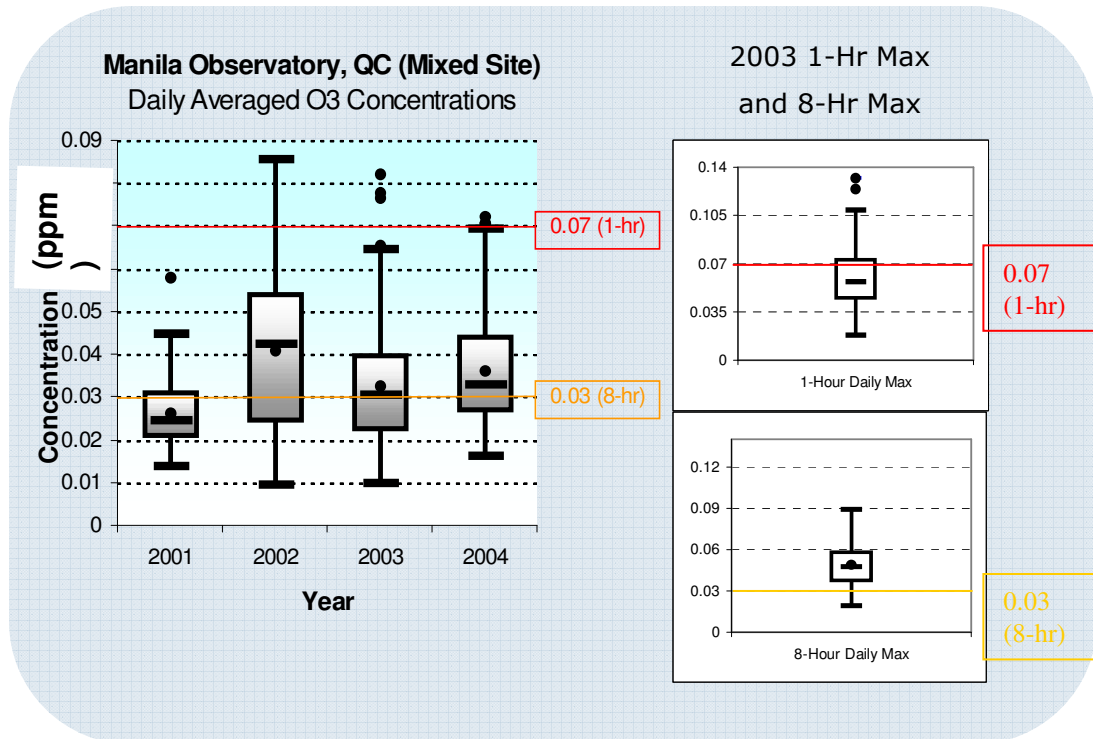 Manila Observatory, QC (Mixed Site)
Daily Averaged O3 Concentrations
0.09
0.05
0.04
0.03
0.02
0.01
0
Concentration (ppm
)
2001 2002 2003 2004
Year
0.07 (1-hr)
0.03 (8-hr)
2003 1-Hr Max
and 8-Hr Max
0.14
0.105
0.07
0.035
0
1-Hour Daily Max
0.07
(1-hr)
0.12
0.09
0.06
0.03
0
8-Hour Daily Max
0.03
(8-hr)